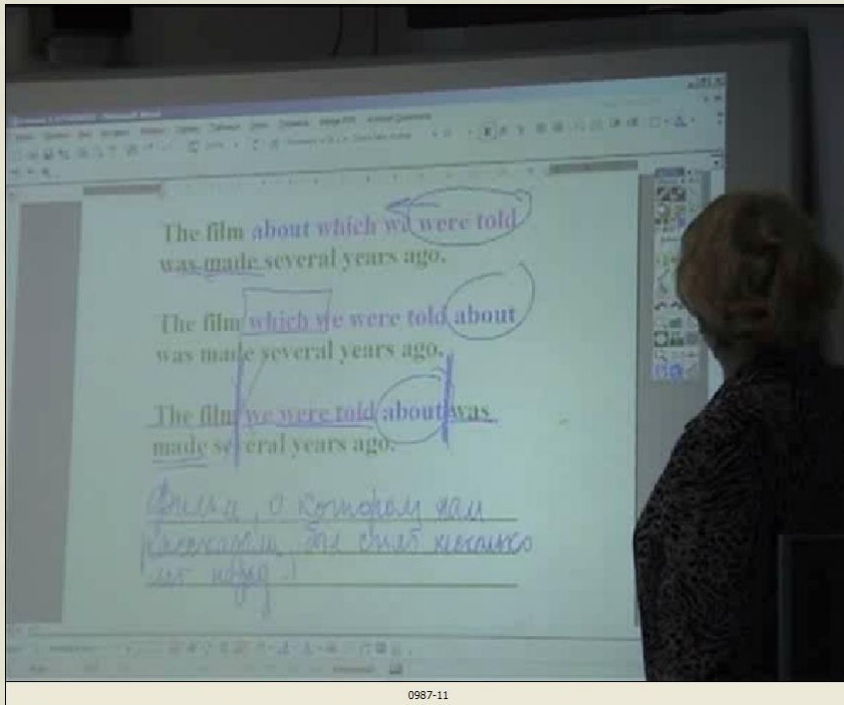 The film about which we were told
was made several years ago.
The film which we were told about
was made several years ago.
The film we were told about was
made several years ago.
Фильм, о котором нам
рассказали, был снят несколько
лет назад.
0987-11